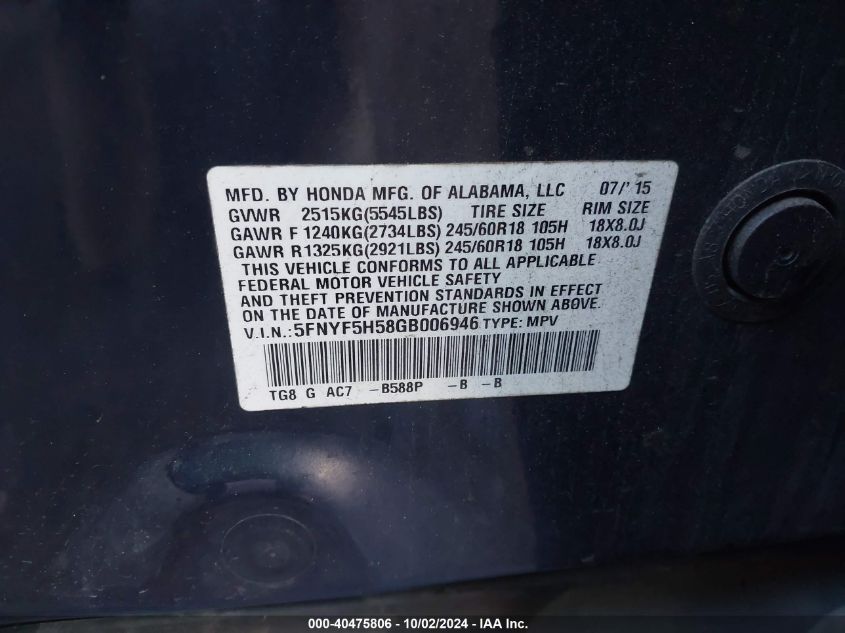 MFD. BY HONDA MFG. OF ALABAMA, LLC 07/'15
GVWR 2515KG(5545LBS) TIRE SIZE RIM SIZE
GAWR F 1240KG(2734LBS) 245/60R18 105H 18X8.0J
GAWR R1325KG(2921LBS) 245/60R18 105H 18X8.0J
THIS VEHICLE CONFORMS TO ALL APPLICABLE
FEDERAL MOTOR VEHICLE SAFETY
AND THEFT PREVENTION STANDARDS IN EFFECT
ON THE DATE OF MANUFACTURE SHOWN ABOVE.
V.I.N.:5FNYF5H58GB006946 TYPE: MPV
TG8 G AC7 -B588P -B -B
000-40475806 - 10/02/2024 - IAA Inc.